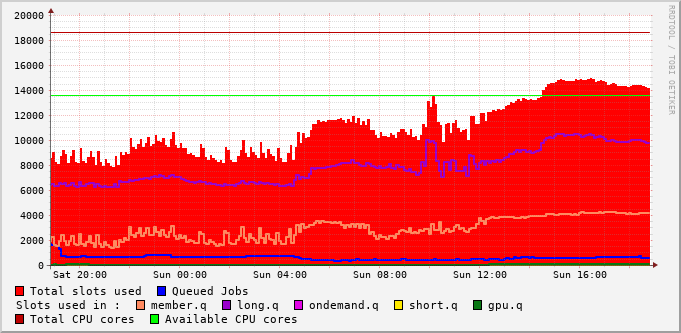 RRDTOOL / TOBI OETIKER
20000
18000
16000
14000
12000
10000
8000
6000
4000
2000
0
Sat 20:00 Sun 00:00 Sun 04:00 Sun 08:00 Sun 12:00 Sun 16:00
Total slots used Queued Jobs
Slots used in : member.q long.q ondemand.q short.q gpu.q
Total CPU cores Available CPU cores